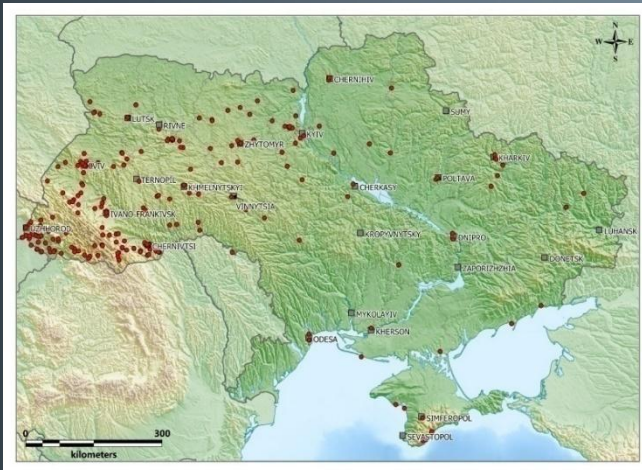 N
W E
S
CHERNIHIV
LUTSK
RIVNE
SUMY
KYIV
ZHYTOMYR
KHARKIV
LVIV
TERNOPIL
KHMELNYTSKYI
POLTAVA
CHERKASY
VINNYTSIA
IVANO-FRANKIVSK
UZHHOROD
CHERNIVTSI
KROPYVNYTSKY
DNIPRO
LUHANSK
DONETSK
ZAPORIZHZHIA
MYKOLAYIV
KHERSON
ODESA
SIMFEROPOL
SEVASTOPOL
0 300
kilometers